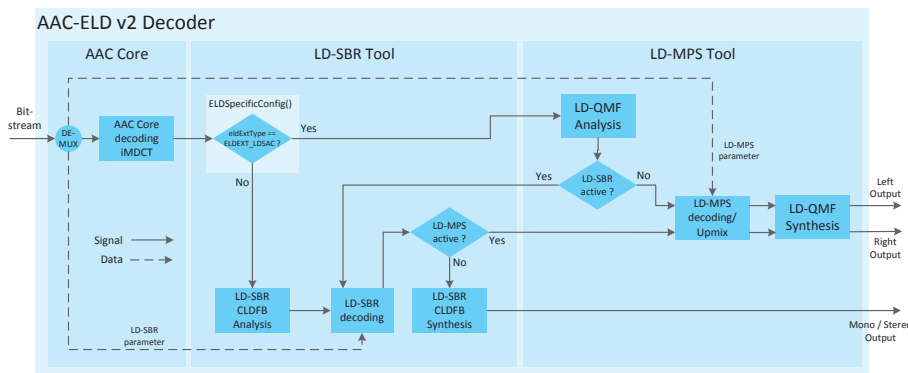 AAC-ELD v2 Decoder
AAC Core
LD-SBR Tool
LD-MPS Tool
Bit-
stream
DE-
MUX
AAC Core
decoding
iMDCT
ELDSpecificConfig()
eldExtType ==
ELDEXT_LDSAC ?
Yes
No
LD-QMF
Analysis
LD-MPS
parameter
LD-SBR
active ?
Yes
No
LD-MPS
decoding/
Upmix
LD-QMF
Synthesis
Left
Output
Right
Output
LD-MPS
active ?
Yes
No
Signal
Data
LD-SBR
CLDFB
Analysis
LD-SBR
decoding
LD-SBR
CLDFB
Synthesis
LD-SBR
parameter
Mono / Stereo
Output